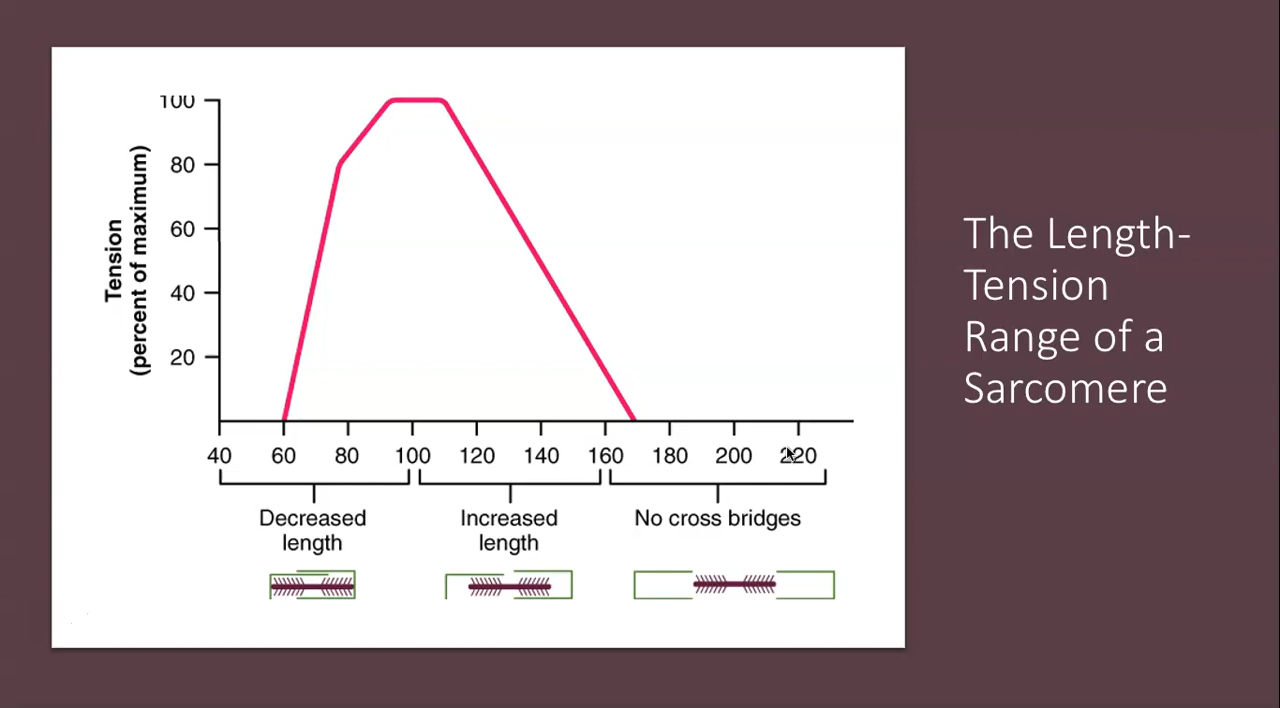 100
80
60
40
20
Tension
(percent of maximum)
40 60 80 100 120 140 160 180 200 220
Decreased
length
Increased
length
No cross bridges
The Length-
Tension
Range of a
Sarcomere